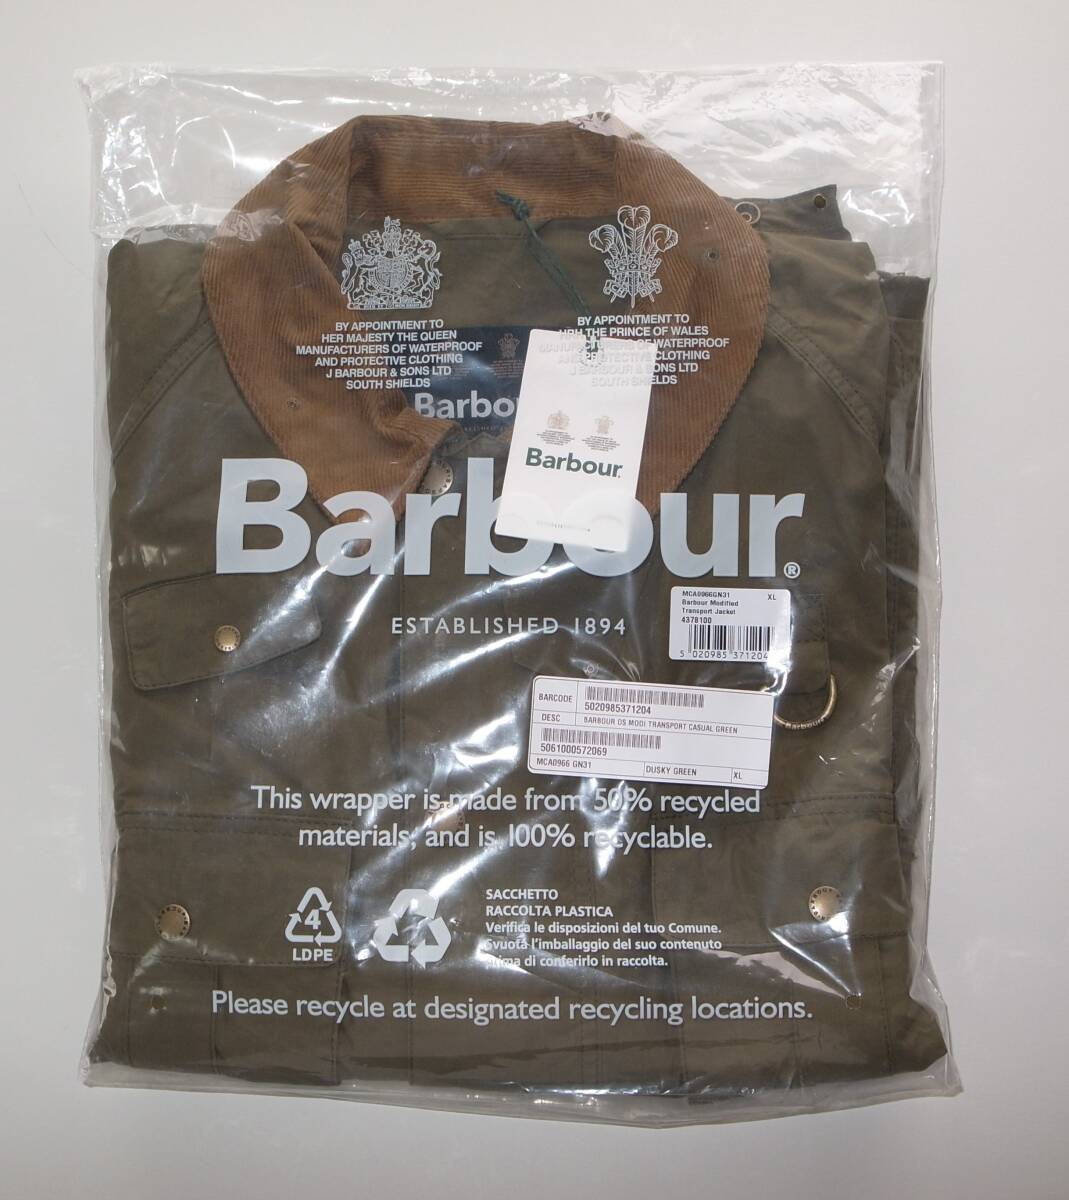 BY APPOINTMENT TO
HER MAJESTY THE QUEEN
MANUFACTURERS OF WATERPROOF
AND PROTECTIVE CLOTHING
J BARBOUR & SONS LTD
SOUTH SHIELDS
BY APPOINTMENT TO
HRH THE PRINCE OF WALES
MANUFACTURERS OF WATERPROOF
AND PROTECTIVE CLOTHING
J BARBOUR & SONS LTD
SOUTH SHIELDS
Barbo
Barbour
Barbour®
ESTABLISHED 1894
MCA0966GN31 XL
Barbour Modified
Transport Jacket
4378100
5 020985 371204
BARCODE
5020985371204
DESC BARBOUR OS MODI TRANSPORT CASUAL GREEN
5061000572069
MCA0966 GN31 DUSKY GREEN XL
This wrapper is made from 50% recycled
materials, and is 100% recyclable.
4
LDPE
SACCHETTO
RACCOLTA PLASTICA
Verifica le disposizioni del tuo Comune.
Svuota l'imballaggio del suo contenuto
prima di conferirlo in raccolta.
Please recycle at designated recycling locations.